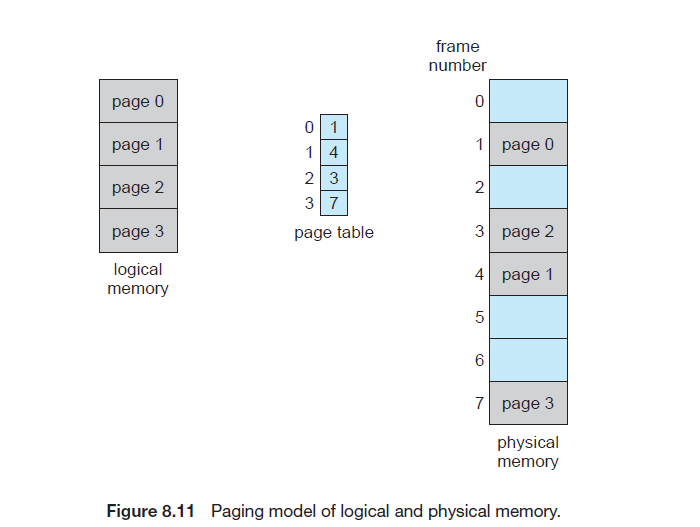 frame
number
page 0
page 1
page 2
page 3
logical
memory
0 1
1 4
2 3
3 7
page table
0
1 page 0
2
3 page 2
4 page 1
5
6
7 page 3
physical
memory
Figure 8.11 Paging model of logical and physical memory.